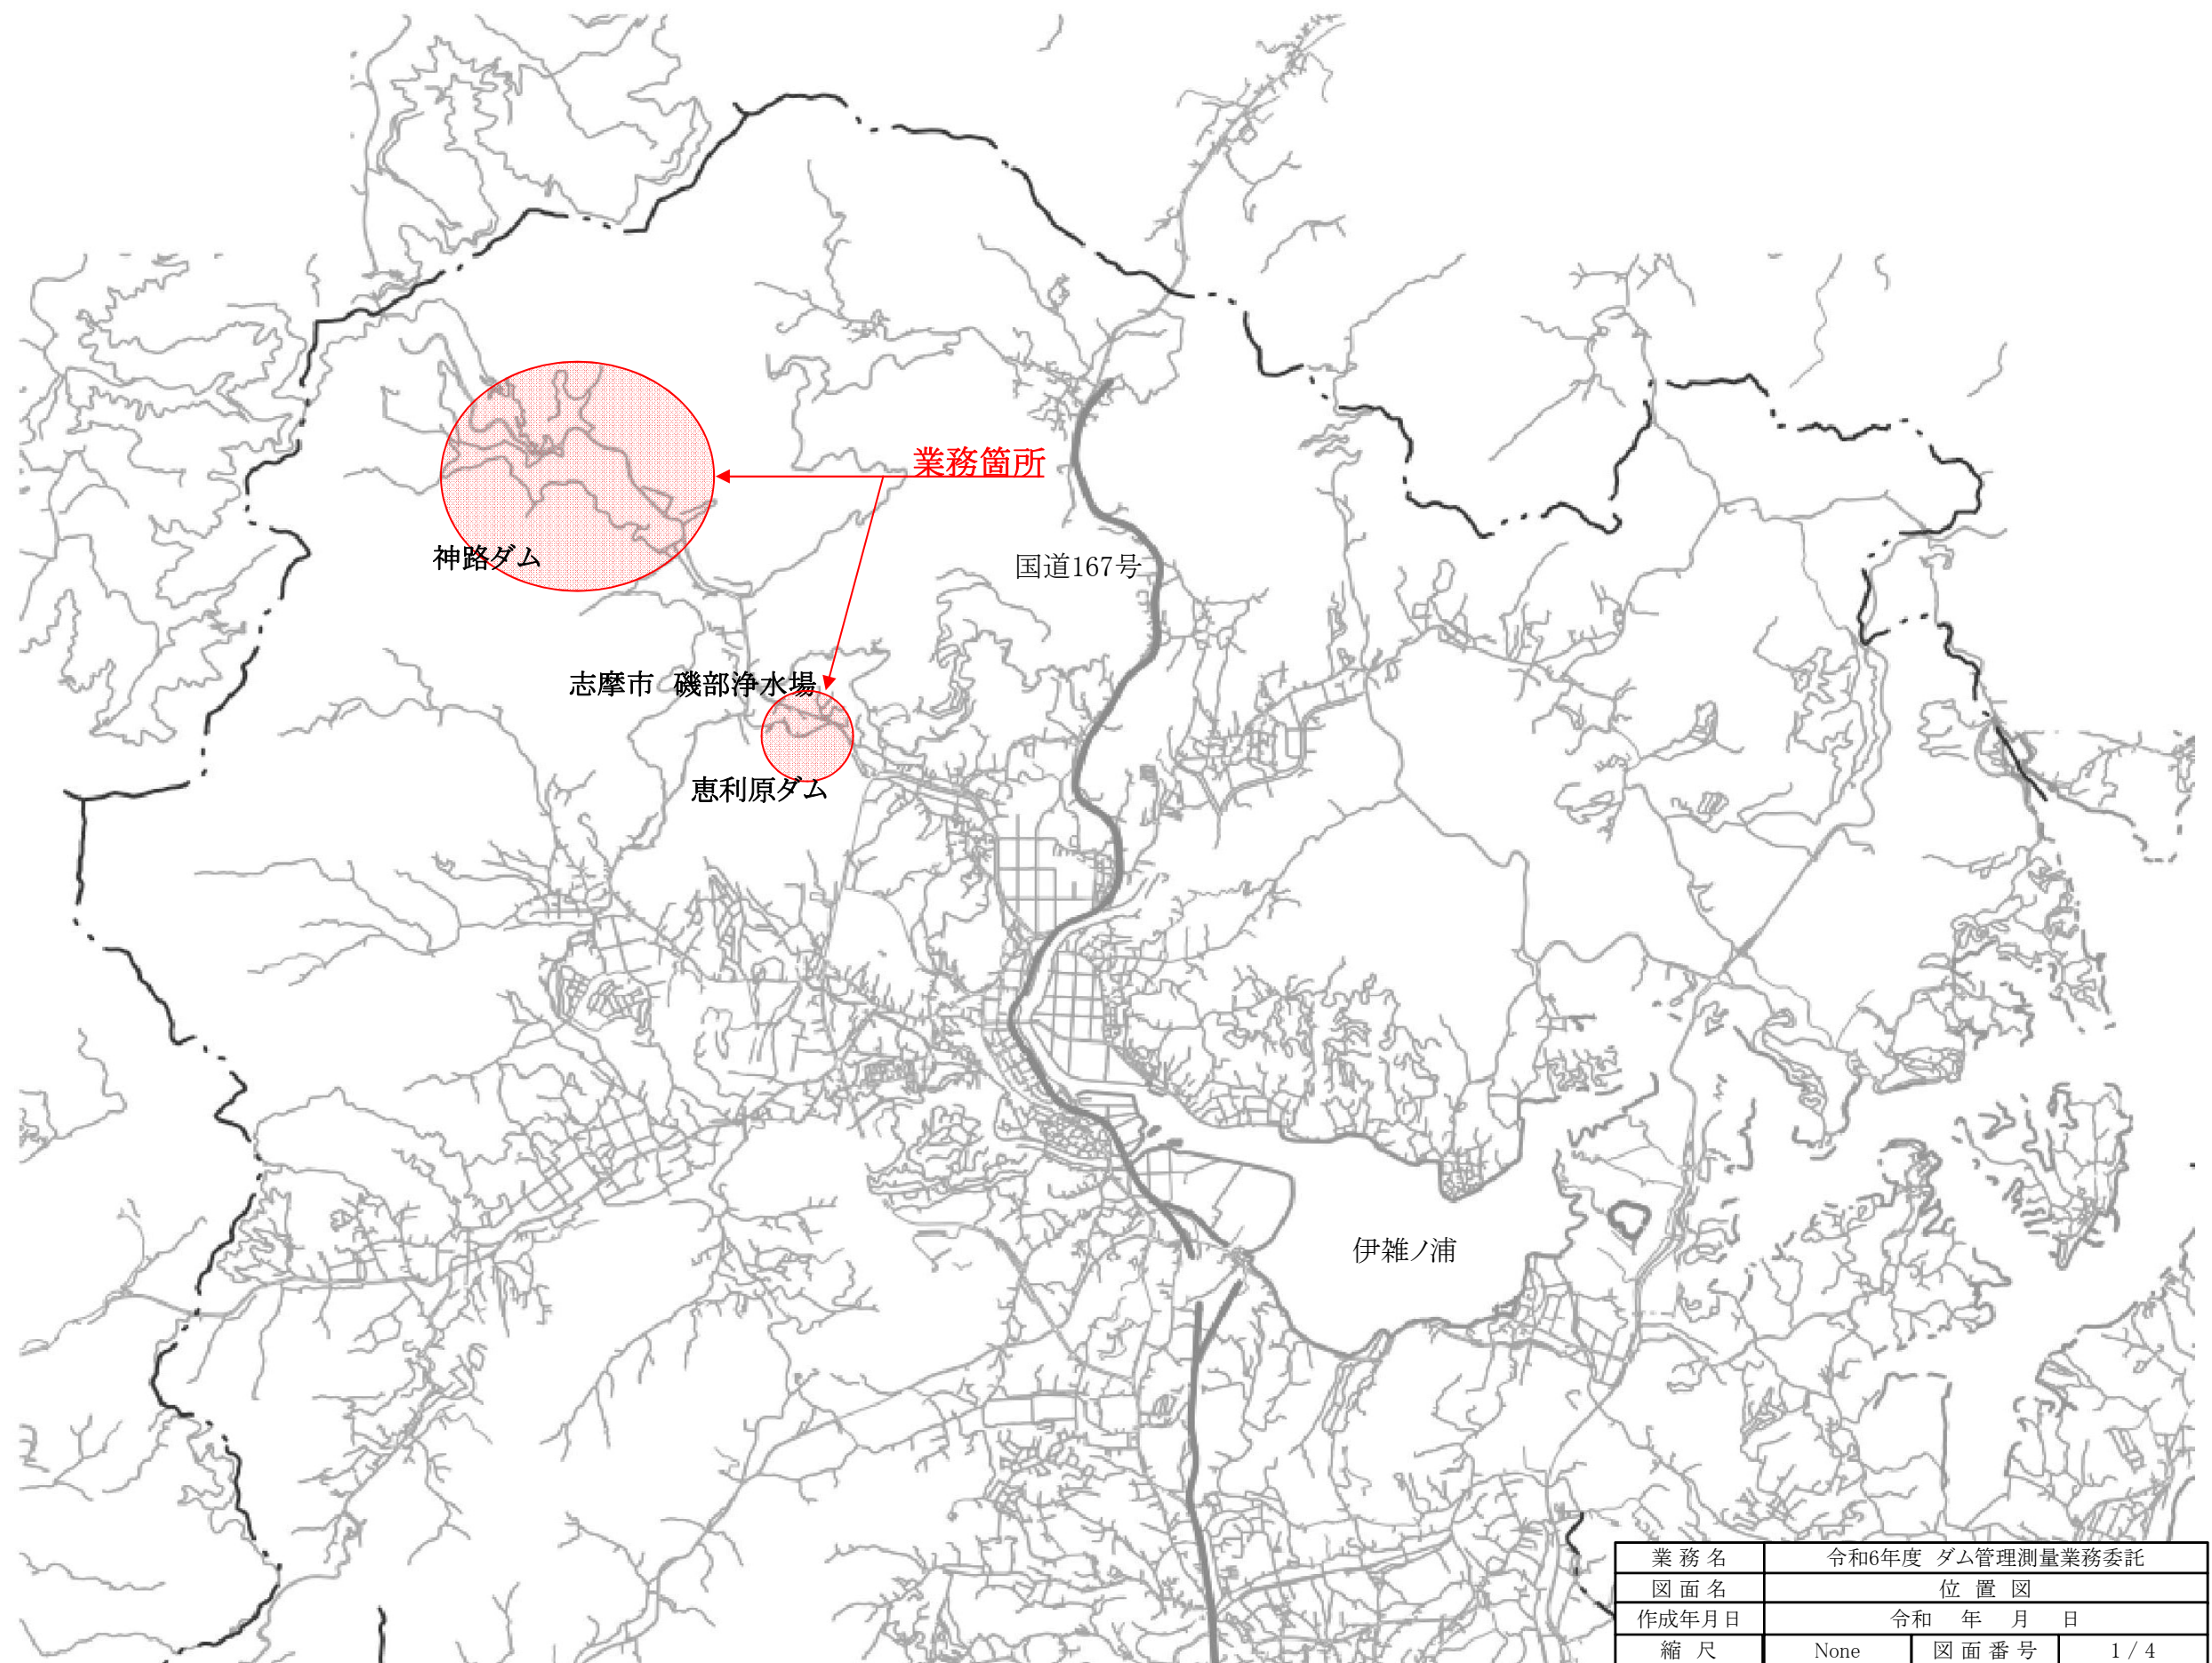 業務箇所
神路ダム
国道167号
志摩市 磯部浄水場
恵利原ダム
伊雑ノ浦
業務名 令和6年度 ダム管理測量業務委託
図面名 位置図
作成年月日 令和 年 月 日
縮尺 None 図面番号 1 / 4